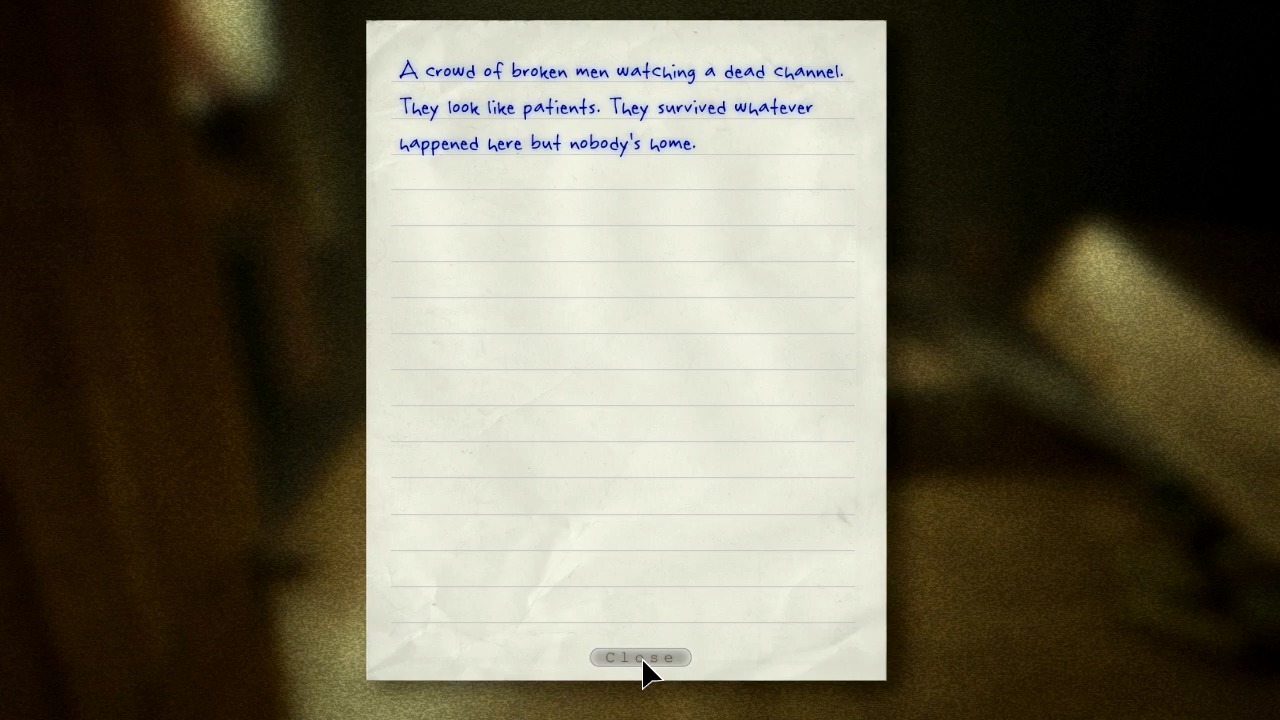 A crowd of broken men watching a dead channel.
They look like patients. They survived whatever
happened here but nobody's home.
Close